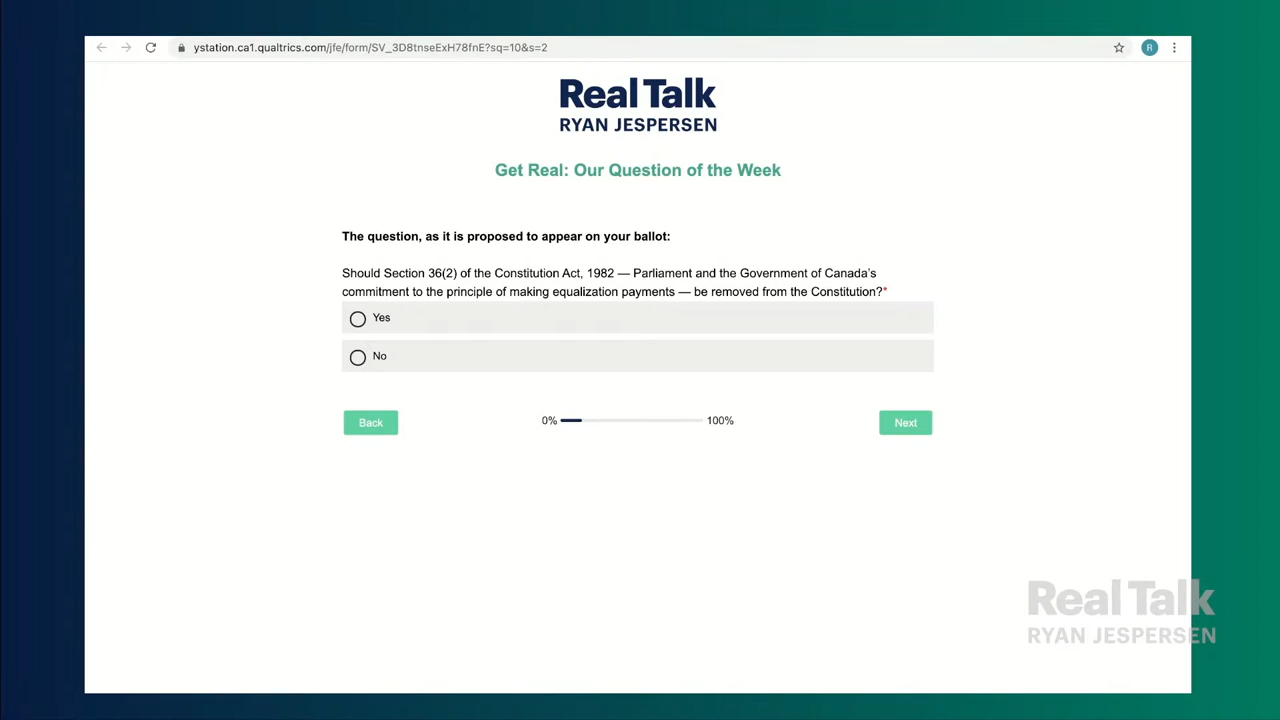 ystation.ca1.qualtrics.com/jfe/form/SV_3D8tnseExH78fnE?sq=10&s=2
R
Real Talk
RYAN JESPERSEN
Get Real: Our Question of the Week
The question, as it is proposed to appear on your ballot:
Should Section 36(2) of the Constitution Act, 1982 — Parliament and the Government of Canada's
commitment to the principle of making equalization payments — be removed from the Constitution?*
Yes
No
Back
0%
100%
Next
Real Talk
RYAN JESPERSEN